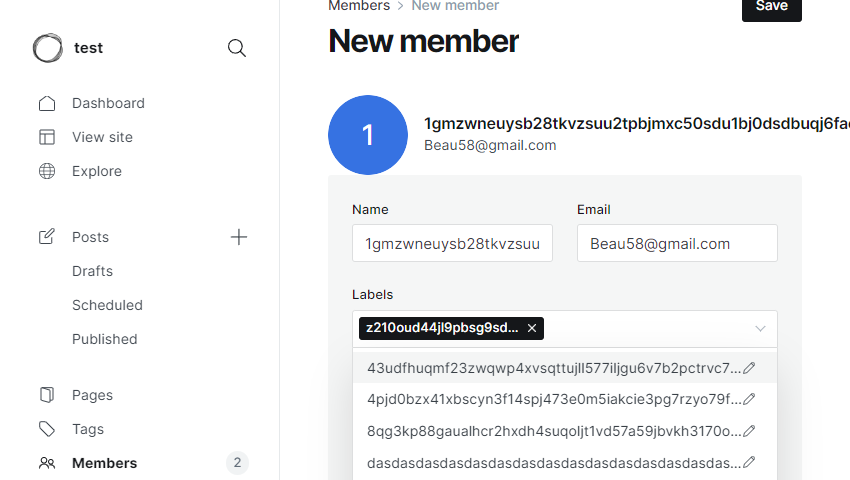 Members > New member
Save
New member
test
Dashboard
View site
Explore
Posts
Drafts
Scheduled
Published
Pages
Tags
Members 2
1
1gmzwneuysb28tkvzsuu2tpbjmxc50sdu1bj0dsdbuqj6fa
Beau58@gmail.com
Name
Email
1gmzwneuysb28tkvzsuu
Beau58@gmail.com
Labels
z210oud44jl9pbsg9sd... ×
43udfhuqmf23zwqwp4xvsqttujll577iljgu6v7b2pctrvc7...
4pjd0bzx41xbscyn3f14spj473e0m5iakcie3pg7rzyo79f...
8qg3kp88gaualhcr2hxdh4suqoljt1vd57a59jbvkh3170o...
dasdasdasdasdasdasdasdasdasdasdasdasdasdasdas...